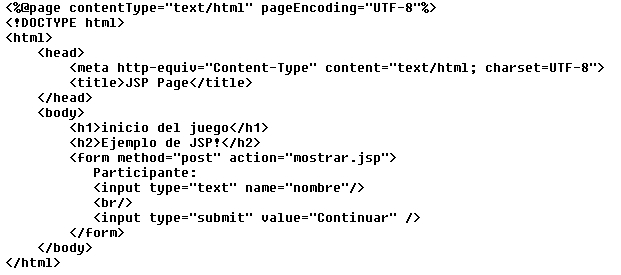 <%@page contentType="text/html" pageEncoding="UTF-8"%>
<!DOCTYPE html>
<html>
    <head>
        <meta http-equiv="Content-Type" content="text/html; charset=UTF-8">
        <title>JSP Page</title>
    </head>
    <body>
        <h1>inicio del juego</h1>
        <h2>Ejemplo de JSP!</h2>
        <form method="post" action="mostrar.jsp">
           Participante:
           <input type="text" name="nombre"/>
           <br/>
           <input type="submit" value="Continuar" />
        </form>
    </body>
</html>